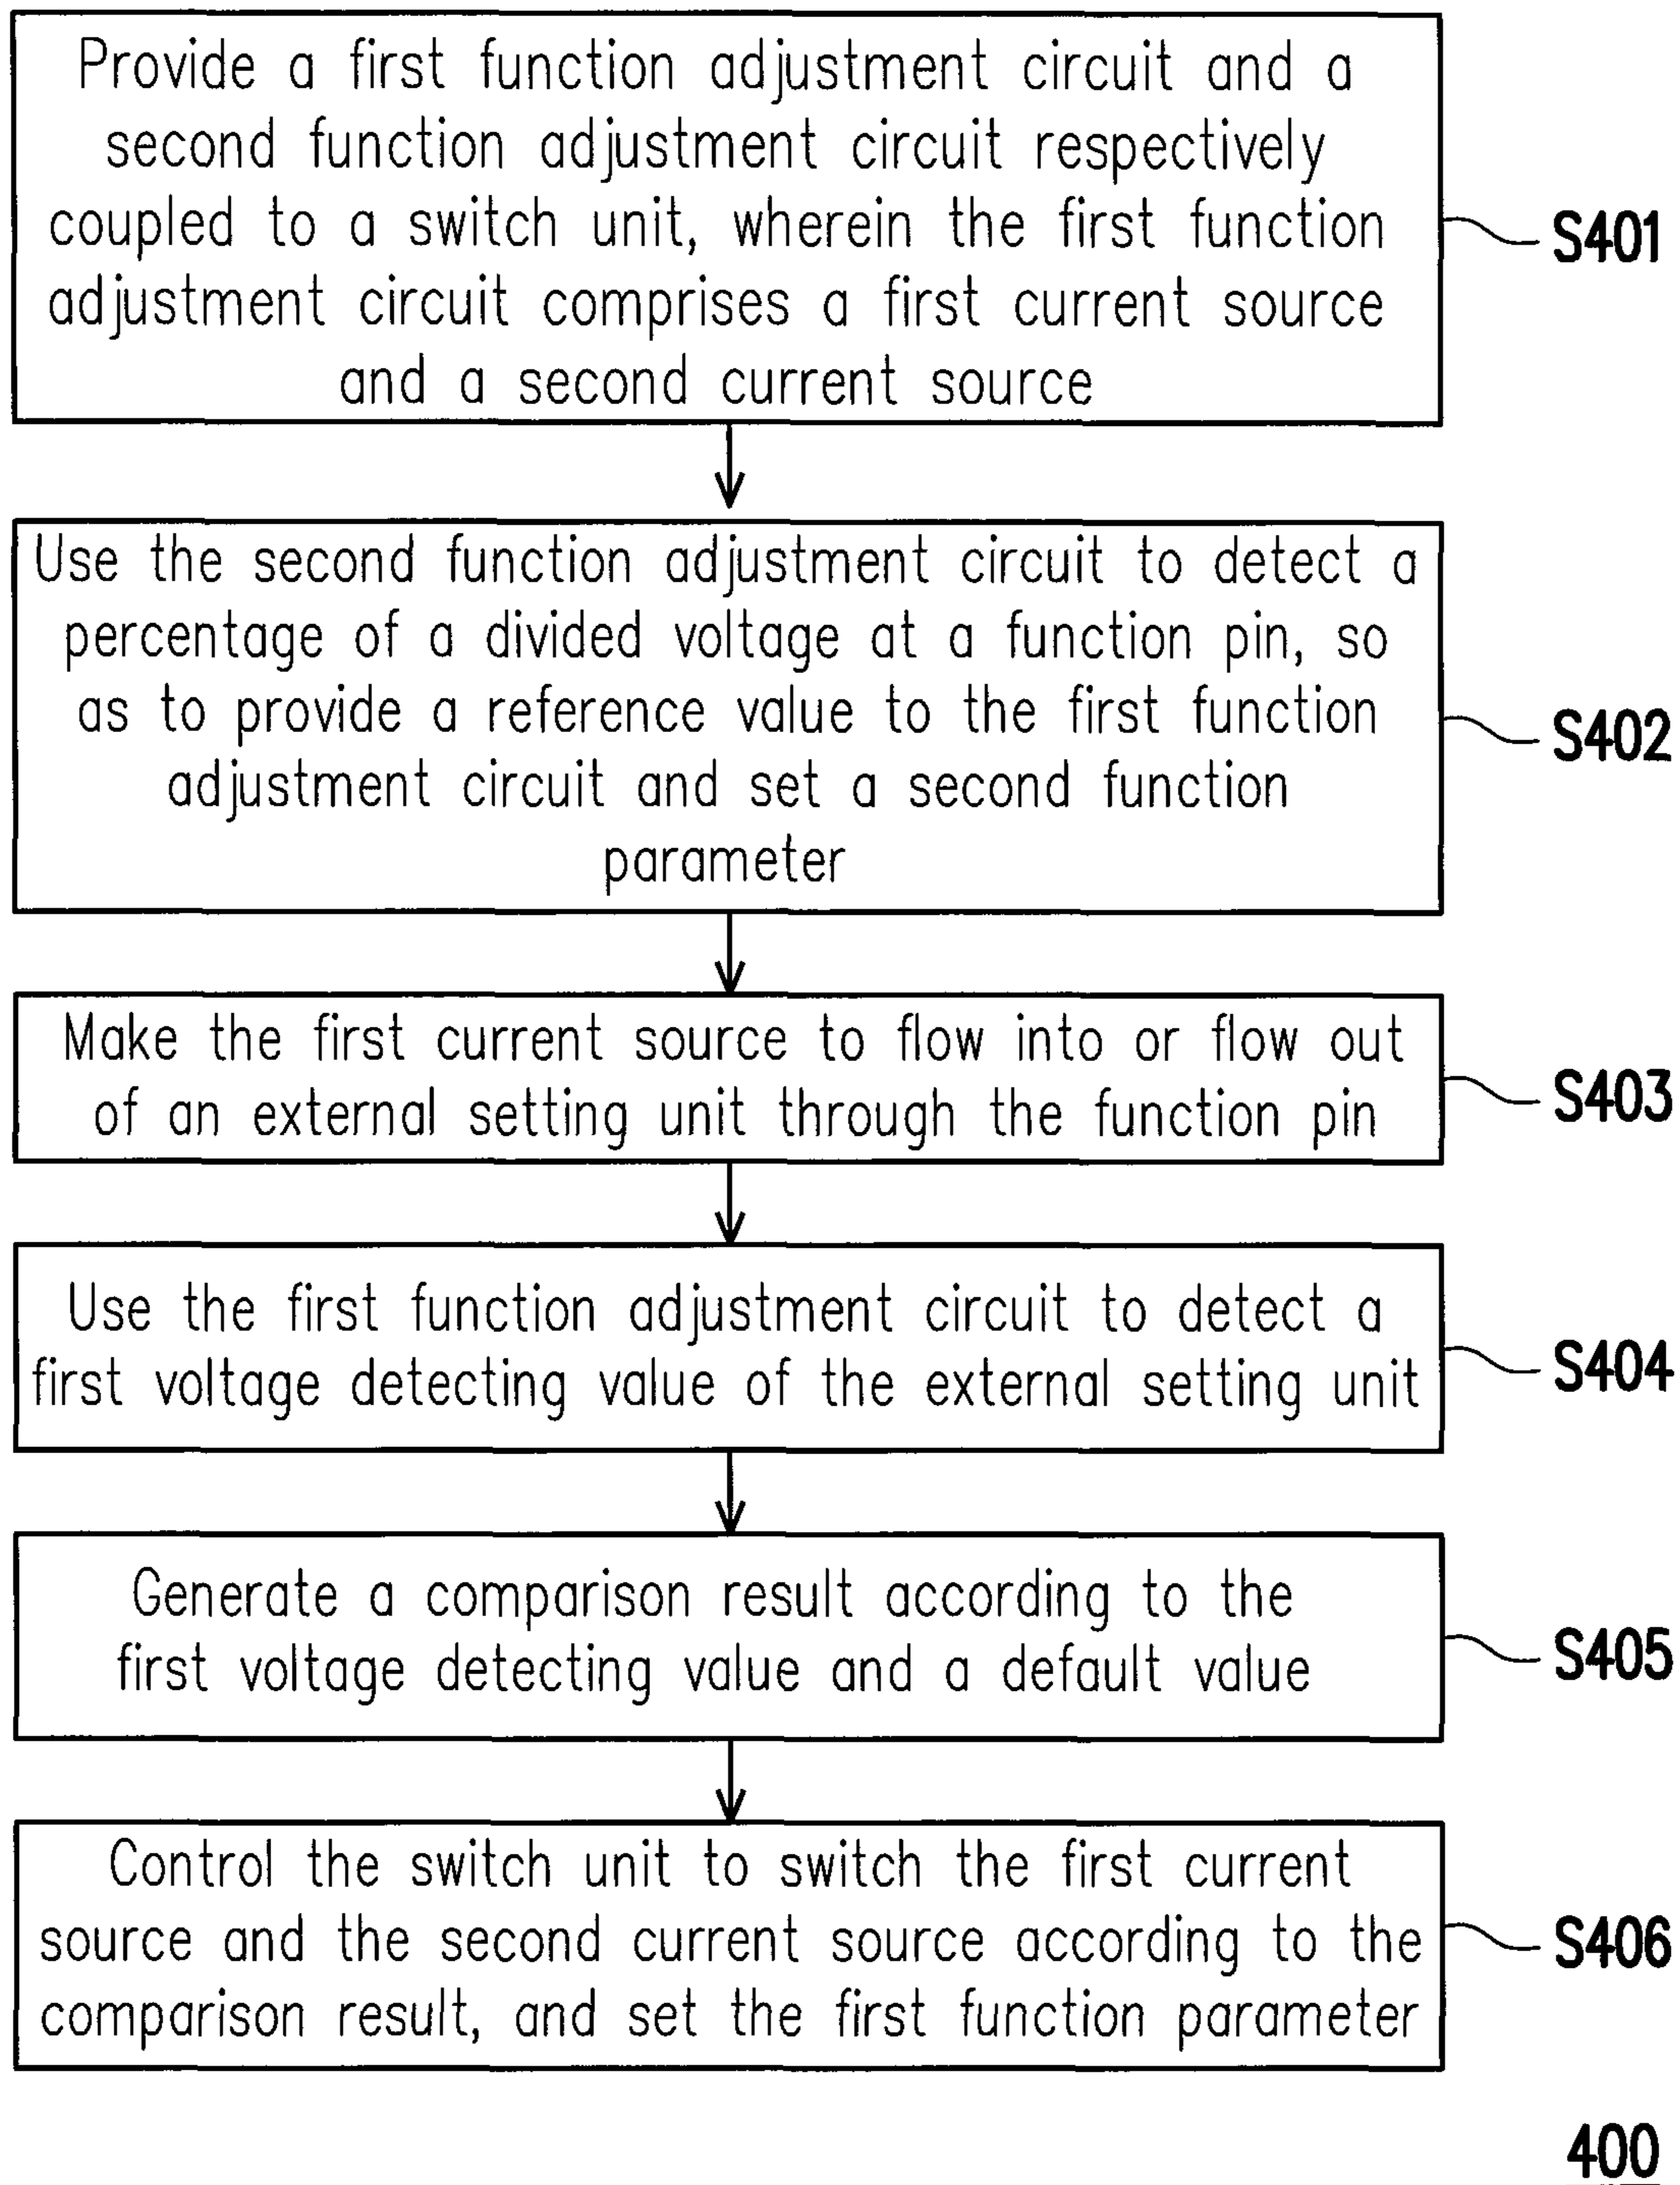 Provide a first function adjustment circuit and a
second function adjustment circuit respectively
coupled to a switch unit, wherein the first function
adjustment circuit comprises a first current source
and a second current source
S401
Use the second function adjustment circuit to detect a
percentage of a divided voltage at a function pin, so
as to provide a reference value to the first function
adjustment circuit and set a second function
parameter
S402
Make the first current source to flow into or flow out
of an external setting unit through the function pin
S403
Use the first function adjustment circuit to detect a
first voltage detecting value of the external setting unit
S404
Generate a comparison result according to the
first voltage detecting value and a default value
S405
Control the switch unit to switch the first current
source and the second current source according to the
comparison result, and set the first function parameter
S406
400